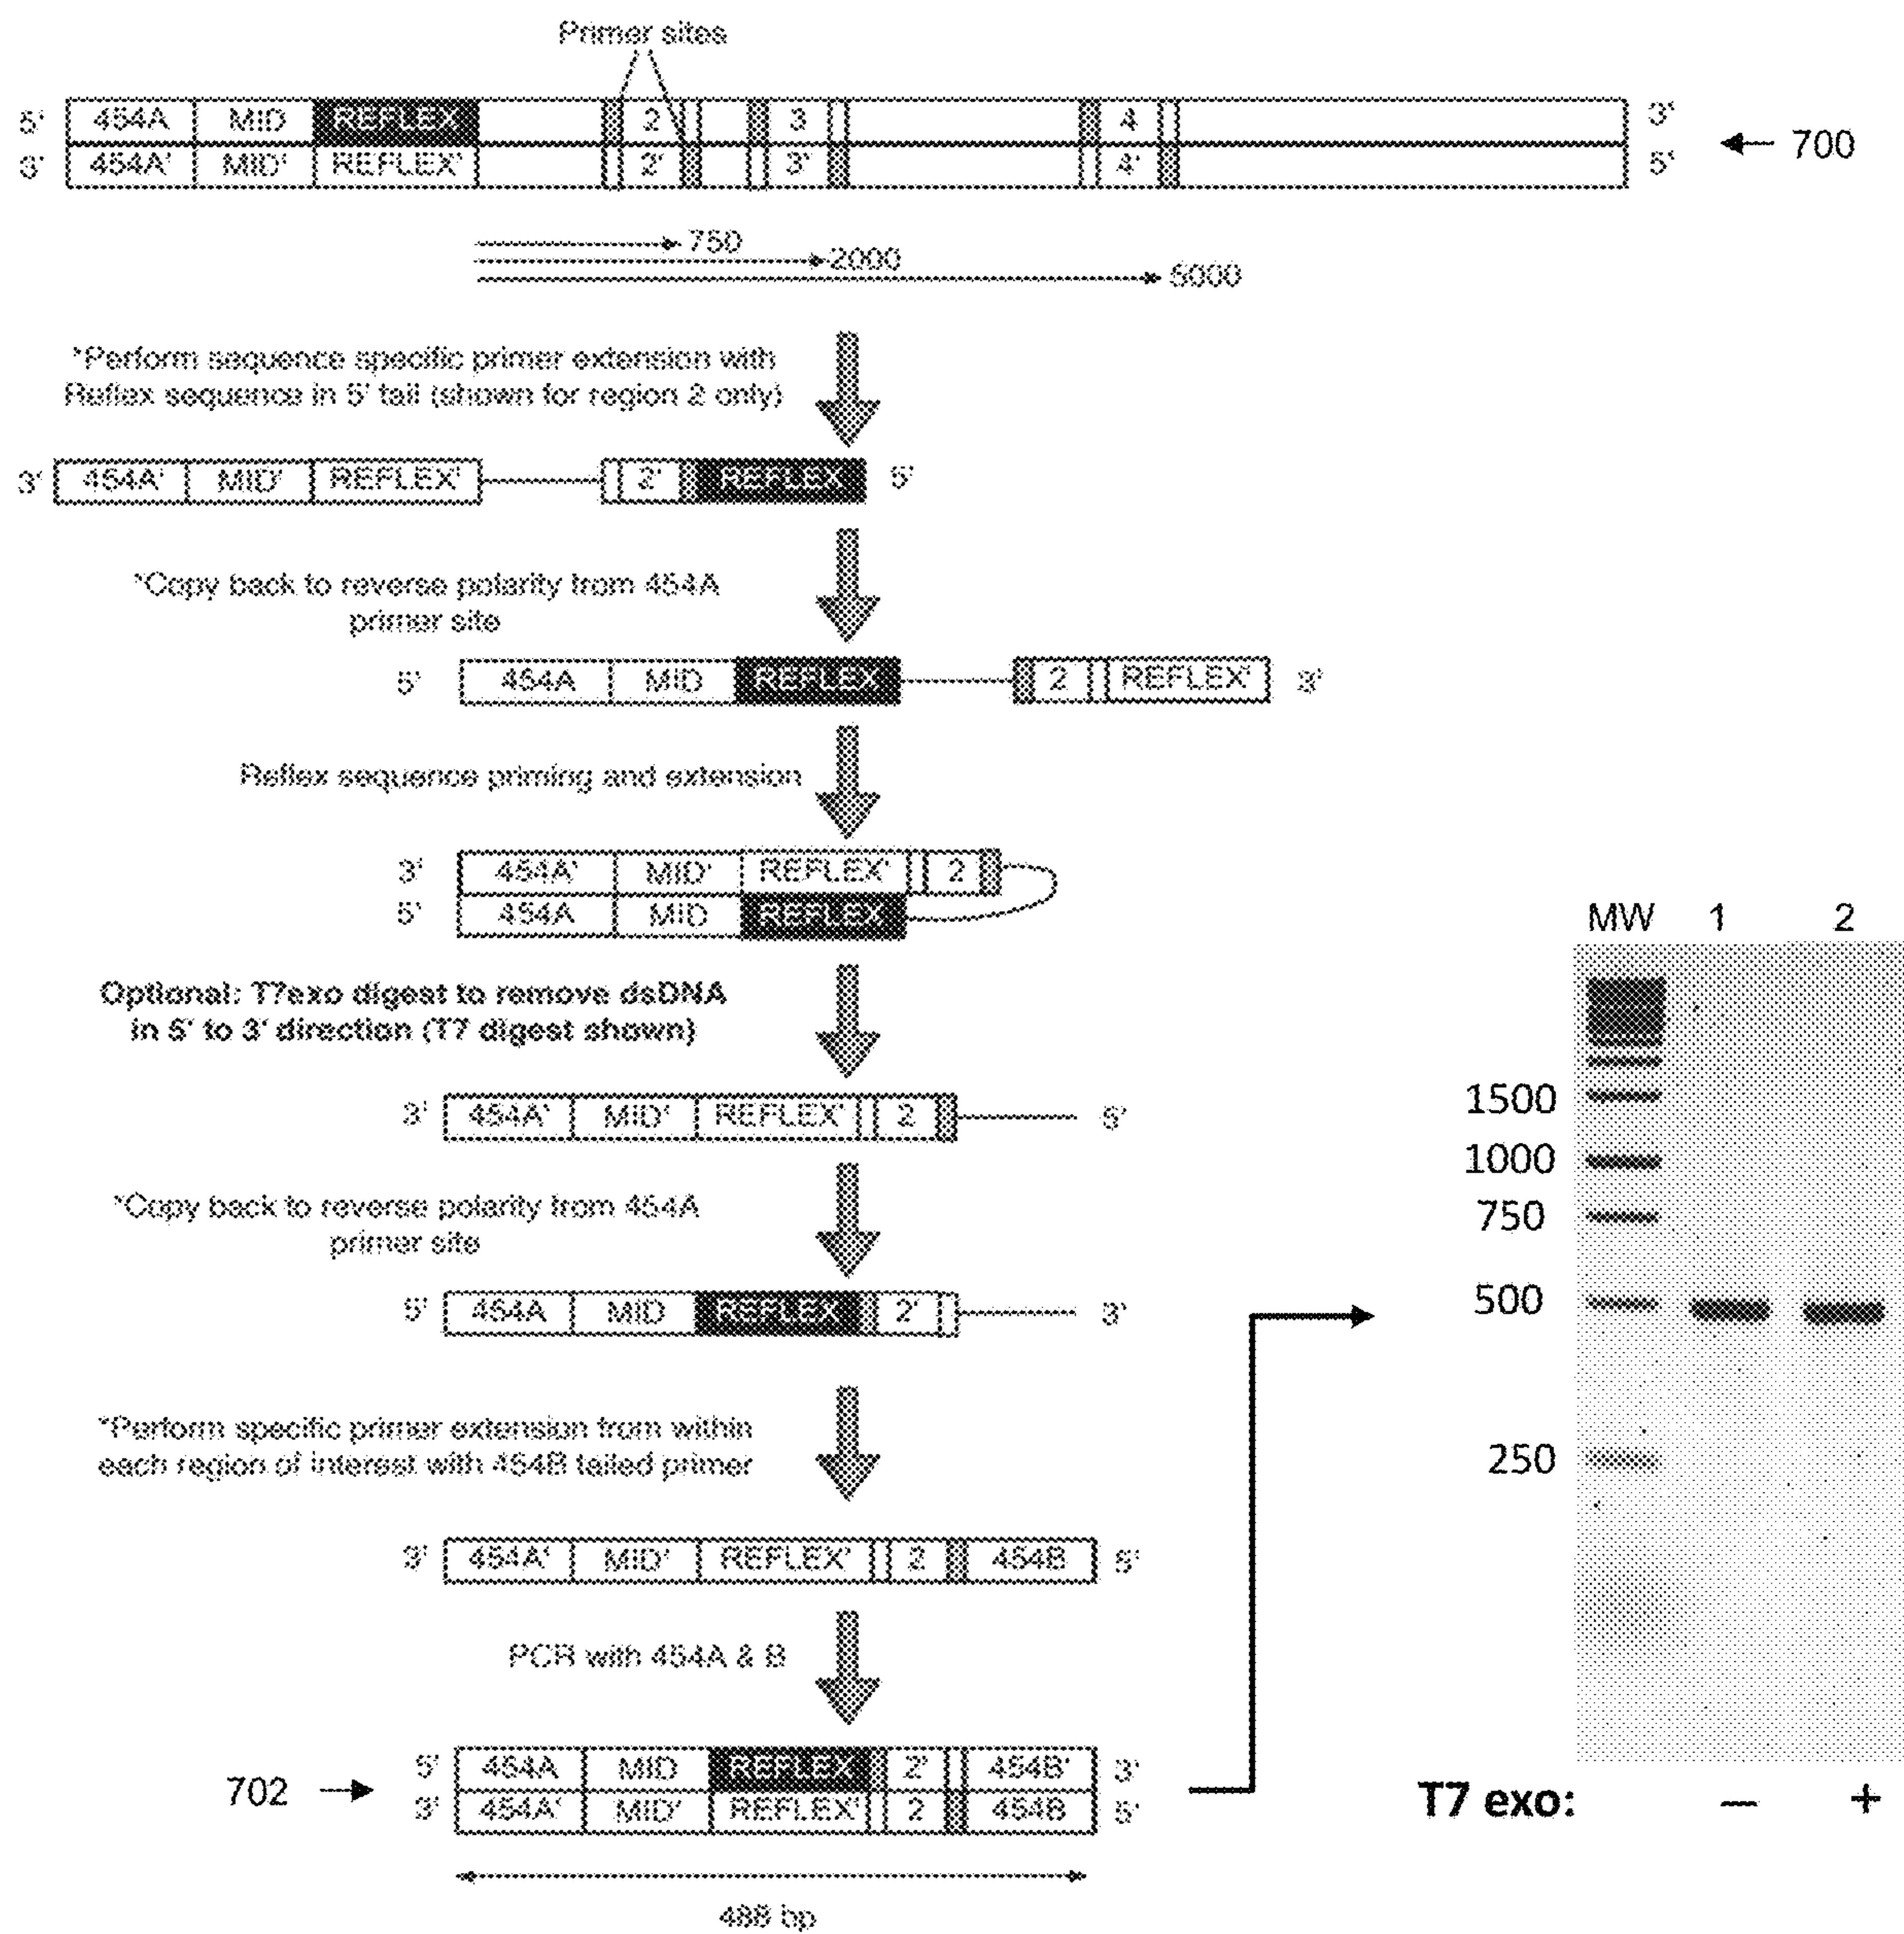 Primer sites
5' 454A MID REFLEX 2 3 4 3'
3' 454A' MID' REFLEX' 2' 3' 4' 5'
700
750
2000
5000
*Perform sequence specific primer extension with
Reflex sequence in 5' tail (shown for region 2 only)
3' 454A' MID' REFLEX' 2' REFLEX 5'
*Copy back to reverse polarity from 454A
primer site
5' 454A MID REFLEX 2 REFLEX' 3'
Reflex sequence priming and extension
3' 454A' MID' REFLEX' 2
5' 454A MID REFLEX
Optional: T7exo digest to remove dsDNA
in 5' to 3' direction (T7 digest shown)
3' 454A' MID' REFLEX' 2 5'
*Copy back to reverse polarity from 454A
primer site
5' 454A MID REFLEX 2' 3'
*Perform specific primer extension from within
each region of interest with 454B tailed primer
3' 454A' MID' REFLEX' 2 454B 5'
PCR with 454A & B
702
5' 454A MID REFLEX 2' 454B' 3'
3' 454A' MID' REFLEX' 2 454B 5'
488 bp
MW 1 2
1500
1000
750
500
250
T7 exo: – +